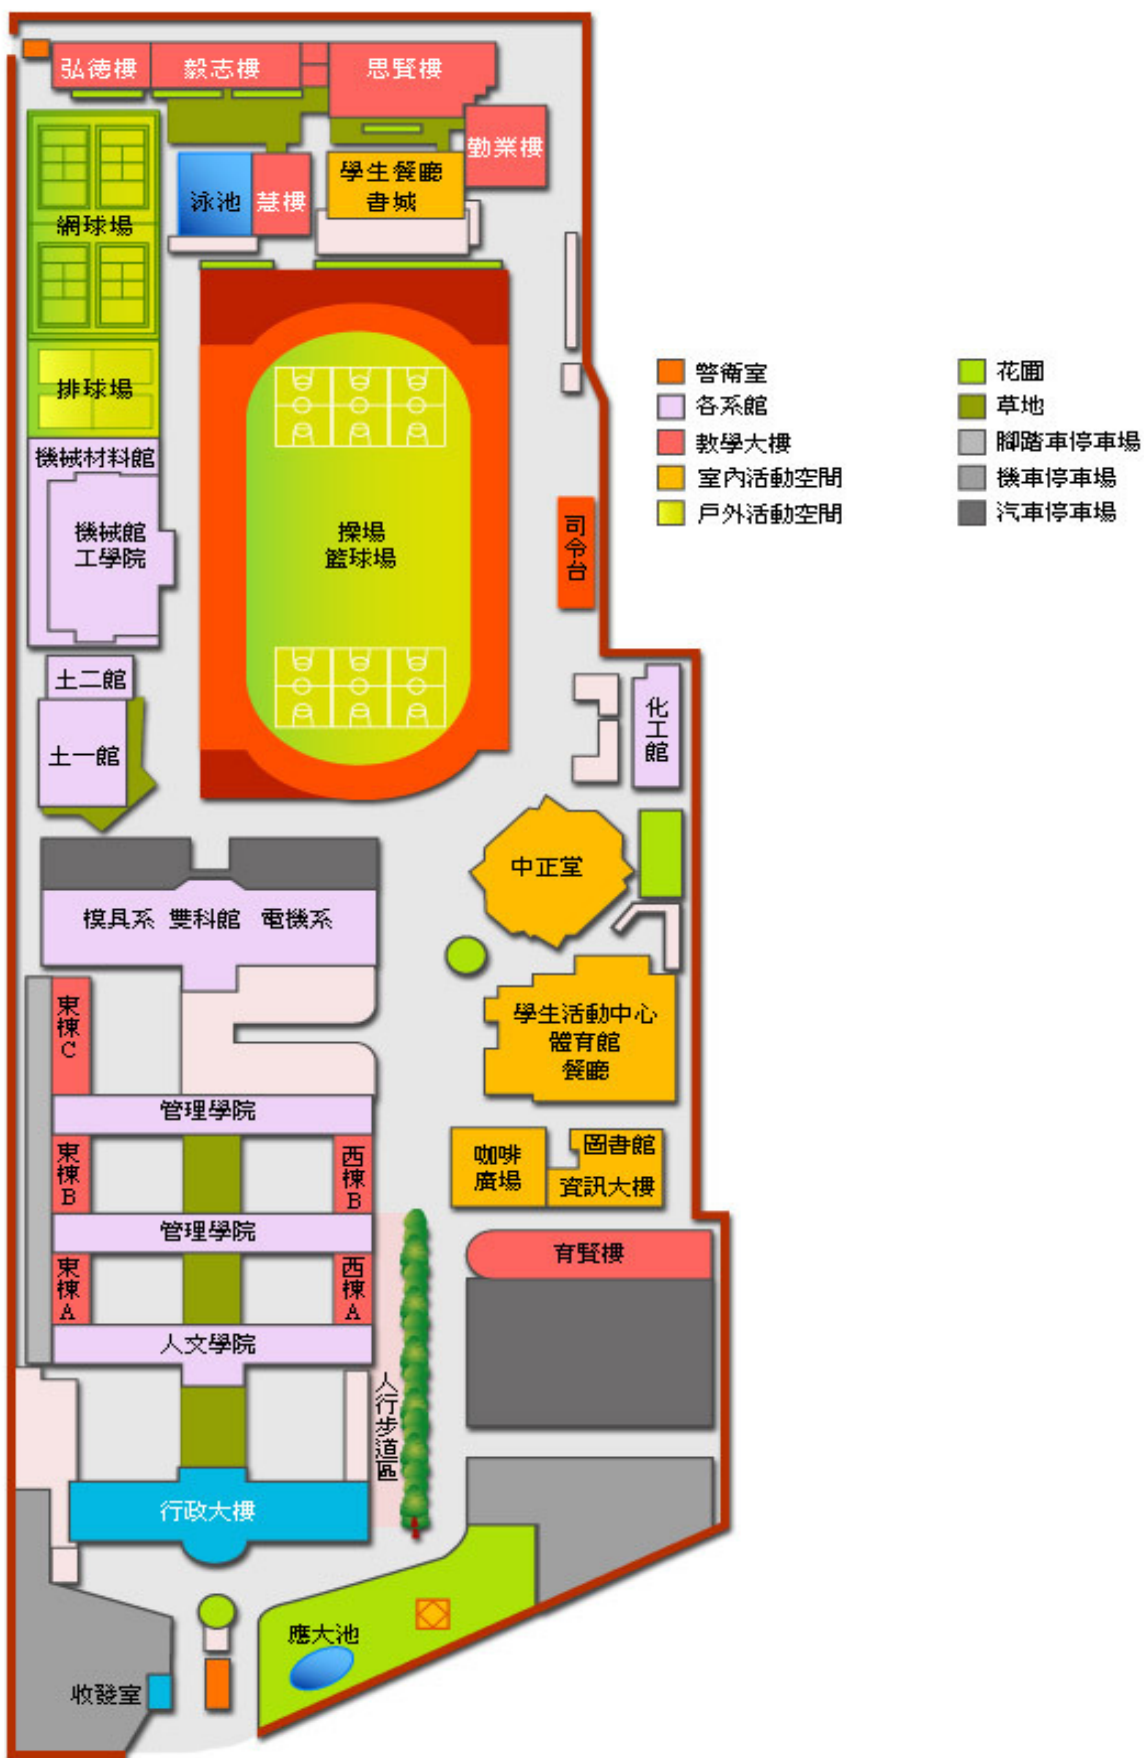 弘德樓
毅志樓
思賢樓
勤業樓
泳池
慧樓
學生餐廳
書城
網球場
排球場
警衛室
各系館
教學大樓
室內活動空間
戶外活動空間
花圃
草地
腳踏車停車場
機車停車場
汽車停車場
機械材料館
機械館
工學院
操場
籃球場
司令台
土二館
土一館
化工館
中正堂
模具系 雙科館 電機系
東棟C
學生活動中心
體育館
餐廳
管理學院
東棟B
西棟B
咖啡
廣場
圖書館
資訊大樓
管理學院
育賢樓
東棟A
西棟A
人文學院
人行步道區
行政大樓
應大池
收發室